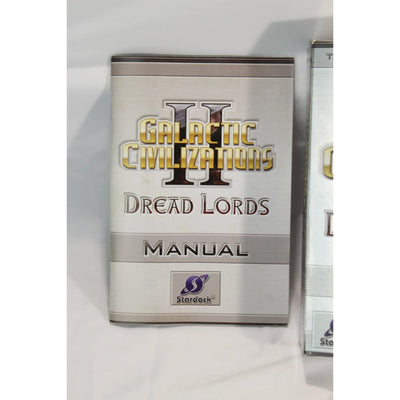 II
GALACTIC
CIVILIZATIONS
DREAD LORDS
MANUAL
Stardock